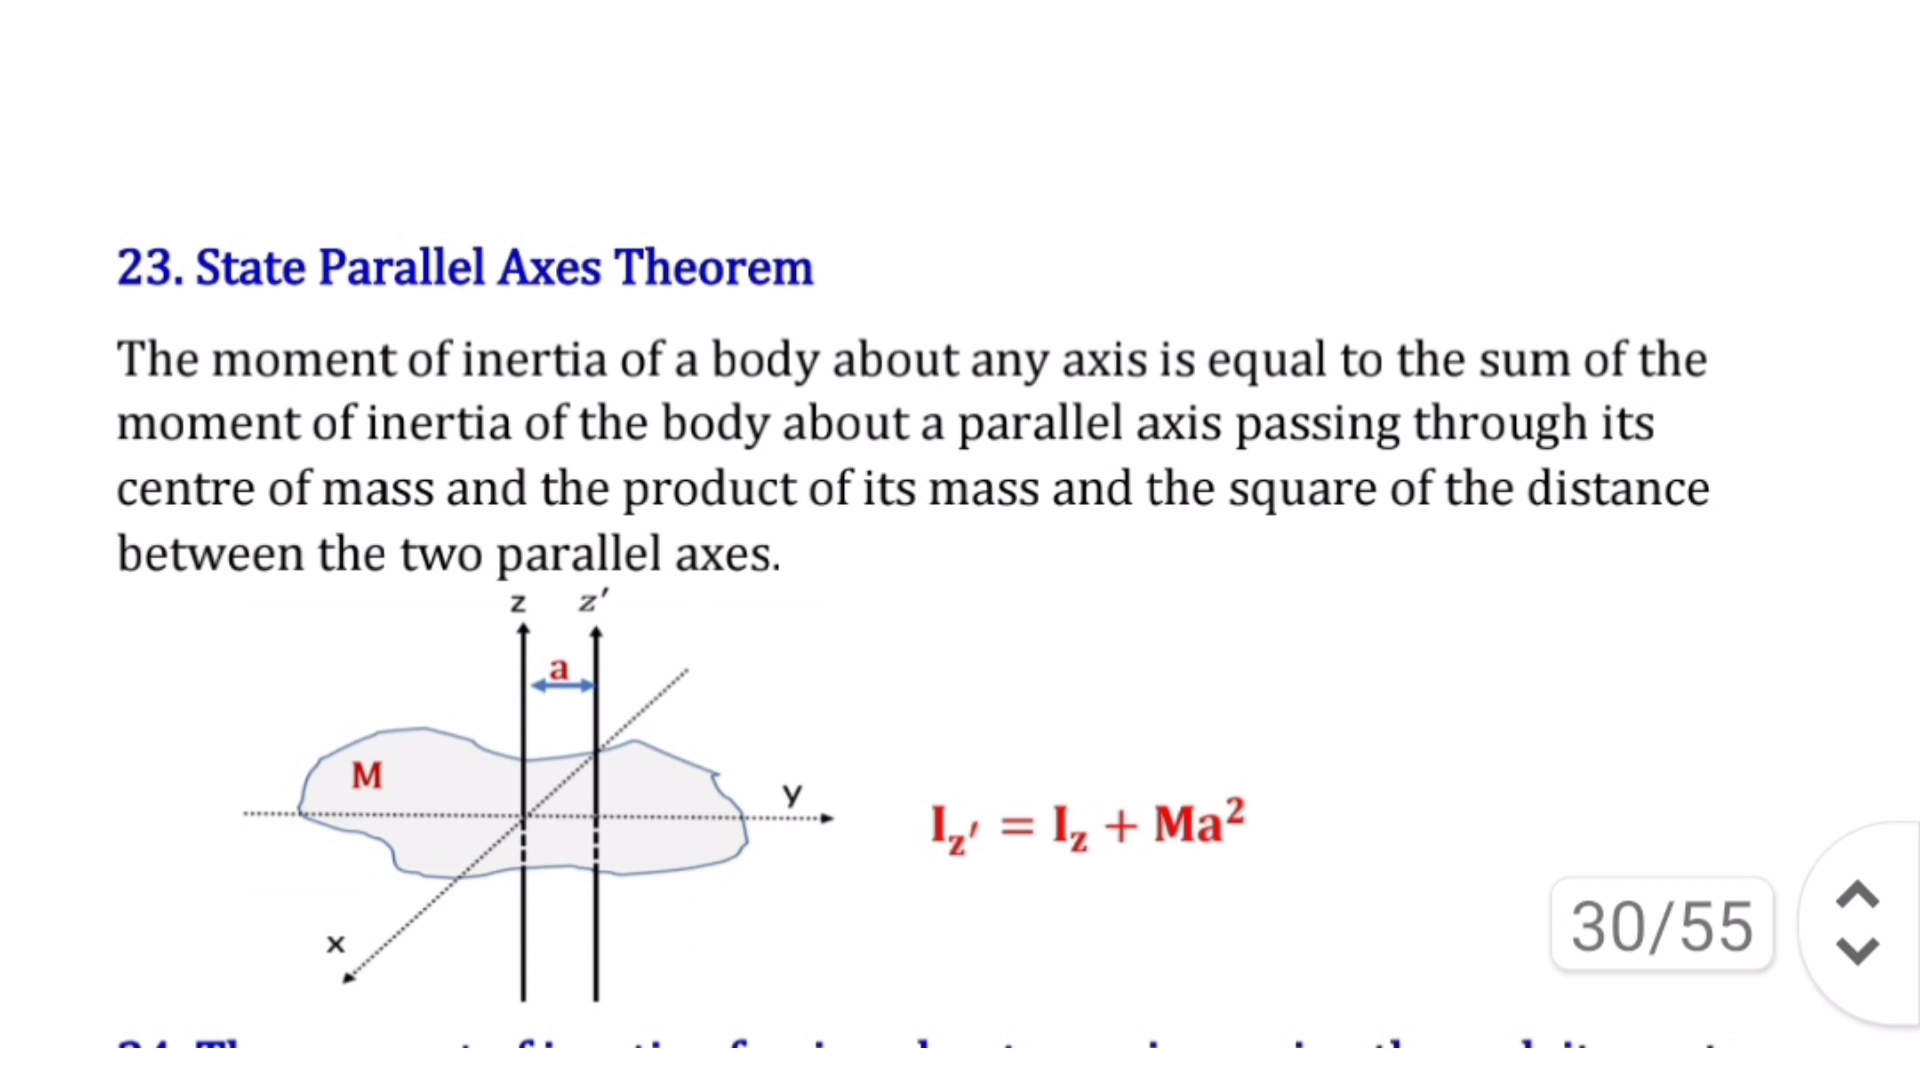 23. State Parallel Axes Theorem
The moment of inertia of a body about any axis is equal to the sum of the
moment of inertia of the body about a parallel axis passing through its
centre of mass and the product of its mass and the square of the distance
between the two parallel axes.
z z′
a
M
y
I_z′ = I_z + Ma²
x
30/55